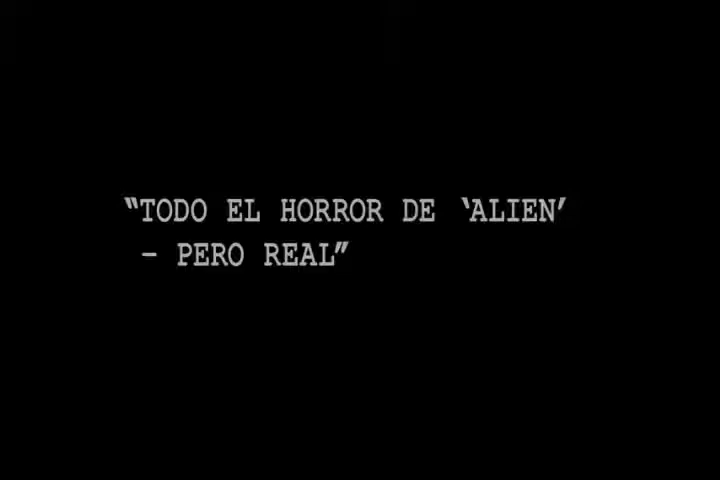 “TODO EL HORROR DE ‘ALIEN’
– PERO REAL”